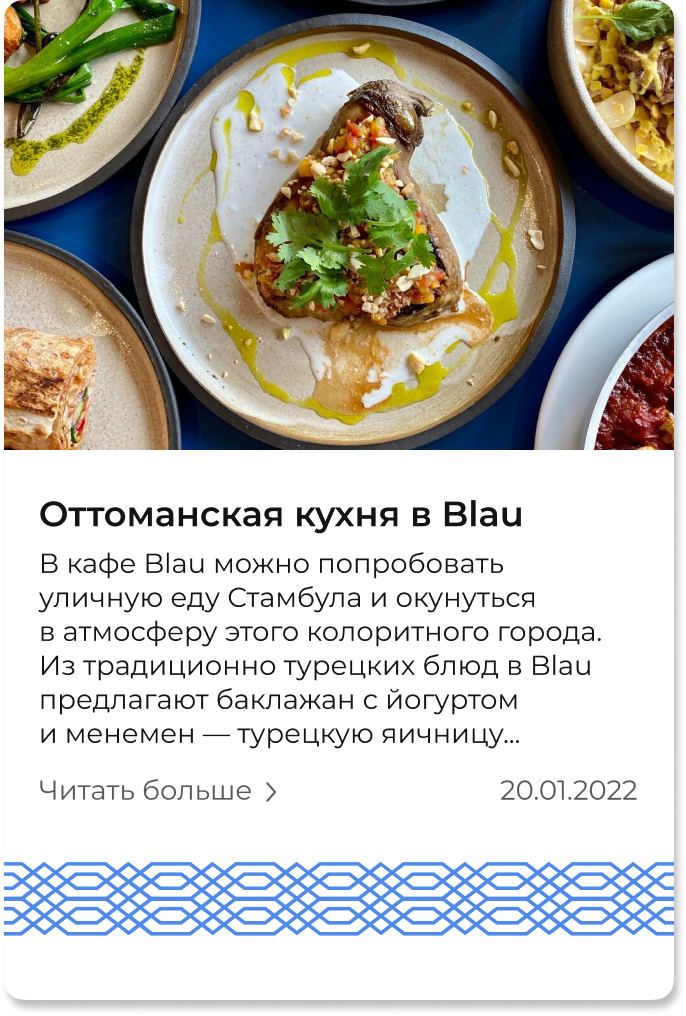 Оттоманская кухня в Blau
В кафе Blau можно попробовать
уличную еду Стамбула и окунуться
в атмосферу этого колоритного города.
Из традиционно турецких блюд в Blau
предлагают баклажан с йогуртом
и менемен — турецкую яичницу...
Читать больше >
20.01.2022